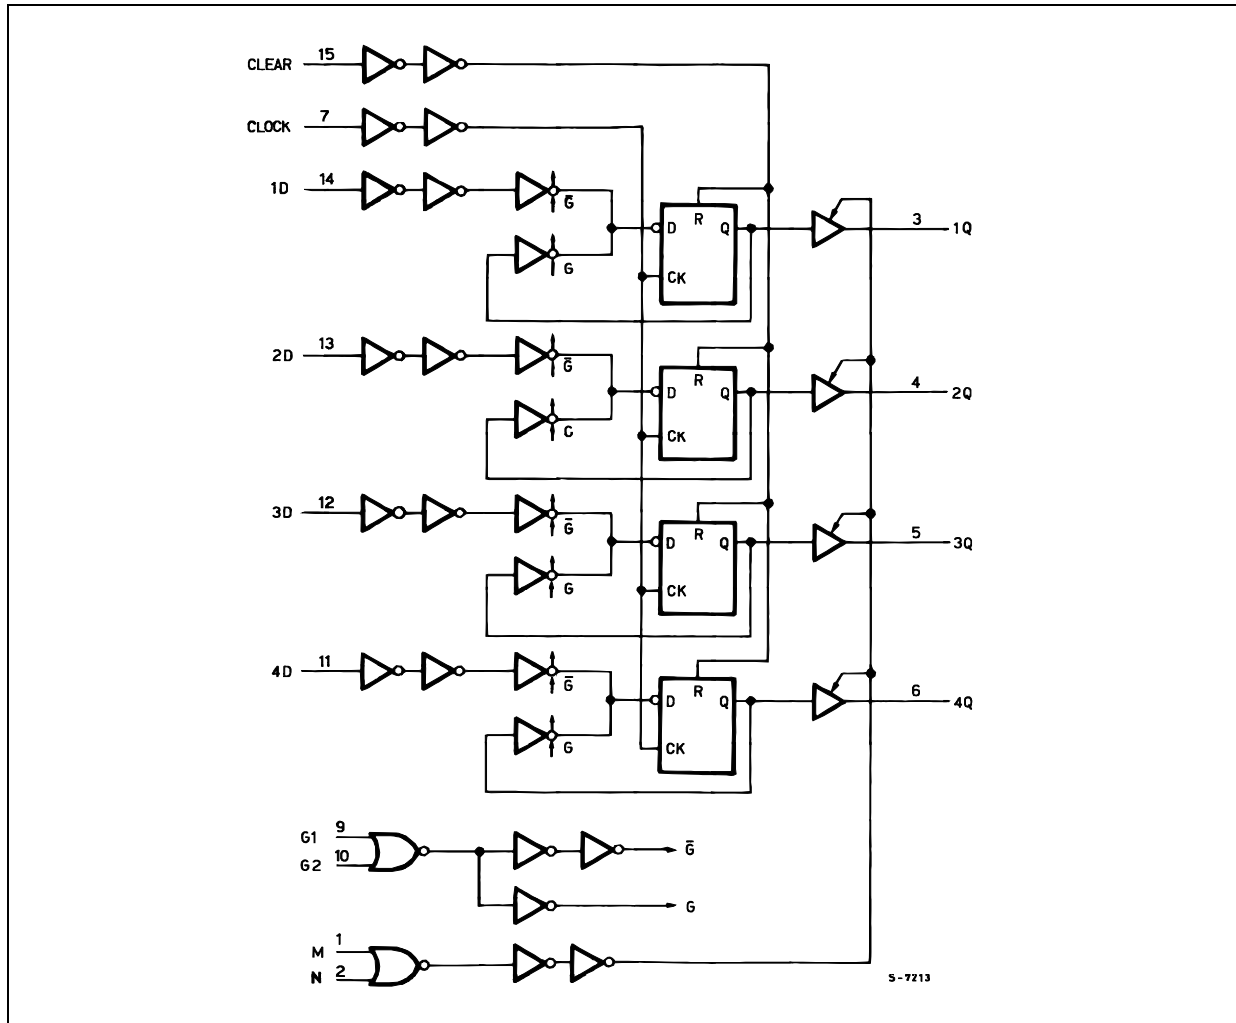 CLEAR 15
CLOCK 7
1D 14
G̅
R
D Q
3 1Q
G
CK
2D 13
G̅
R
D Q
4 2Q
C
CK
3D 12
G̅
R
D Q
5 3Q
G
CK
4D 11
G̅
R
D Q
6 4Q
G
CK
G1 9
G̅
G2 10
G
M 1
N 2
S-7213